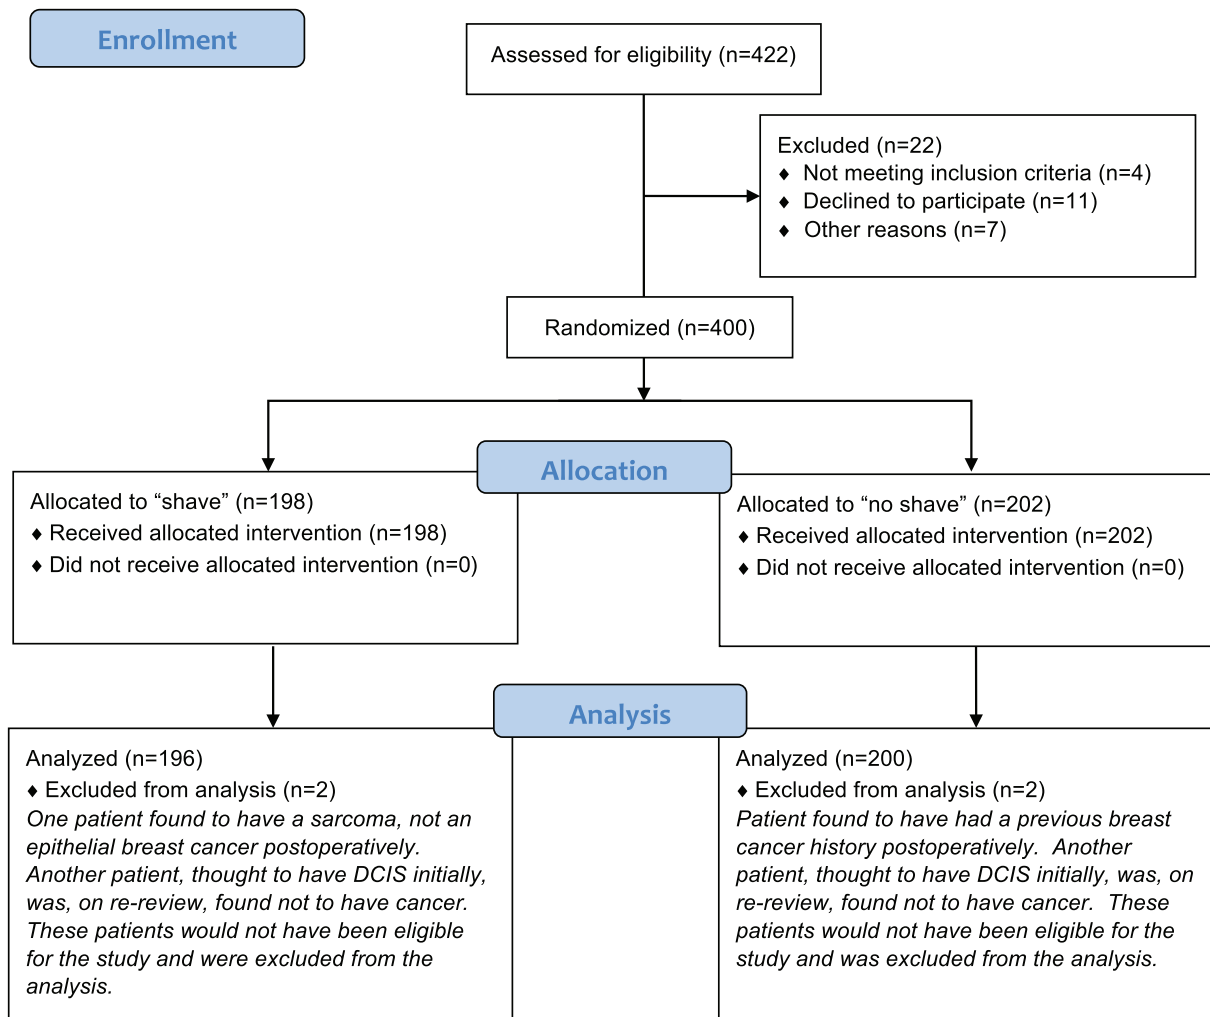 Enrollment
Assessed for eligibility (n=422)
Excluded (n=22)
♦ Not meeting inclusion criteria (n=4)
♦ Declined to participate (n=11)
♦ Other reasons (n=7)
Randomized (n=400)
Allocation
Allocated to “shave” (n=198)
♦ Received allocated intervention (n=198)
♦ Did not receive allocated intervention (n=0)
Allocated to “no shave” (n=202)
♦ Received allocated intervention (n=202)
♦ Did not receive allocated intervention (n=0)
Analysis
Analyzed (n=196)
♦ Excluded from analysis (n=2)
One patient found to have a sarcoma, not an
epithelial breast cancer postoperatively.
Another patient, thought to have DCIS initially,
was, on re-review, found not to have cancer.
These patients would not have been eligible
for the study and were excluded from the
analysis.
Analyzed (n=200)
♦ Excluded from analysis (n=2)
Patient found to have had a previous breast
cancer history postoperatively.  Another
patient, thought to have DCIS initially, was, on
re-review, found not to have cancer.  These
patients would not have been eligible for the
study and was excluded from the analysis.